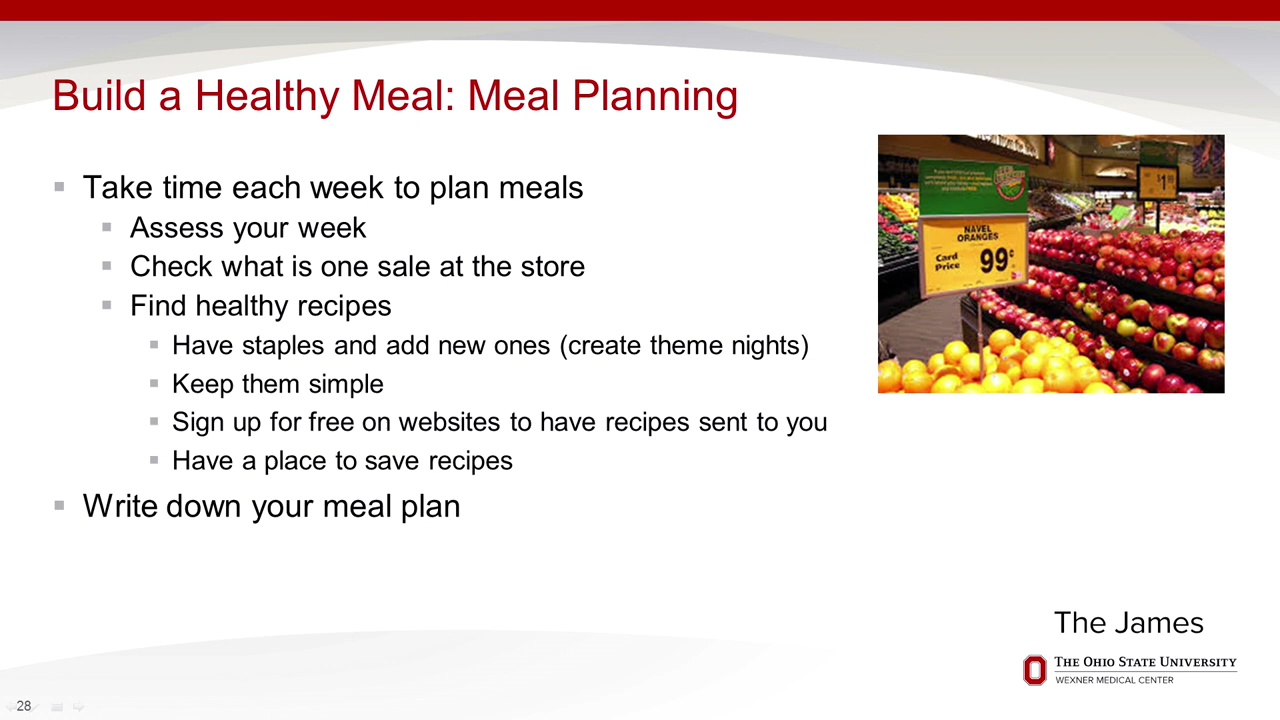 Build a Healthy Meal: Meal Planning
Take time each week to plan meals
Assess your week
Check what is one sale at the store
Find healthy recipes
Have staples and add new ones (create theme nights)
Keep them simple
Sign up for free on websites to have recipes sent to you
Have a place to save recipes
Write down your meal plan
NAVEL
ORANGES
Card
Price
99¢
$1
The James
THE OHIO STATE UNIVERSITY
WEXNER MEDICAL CENTER
28